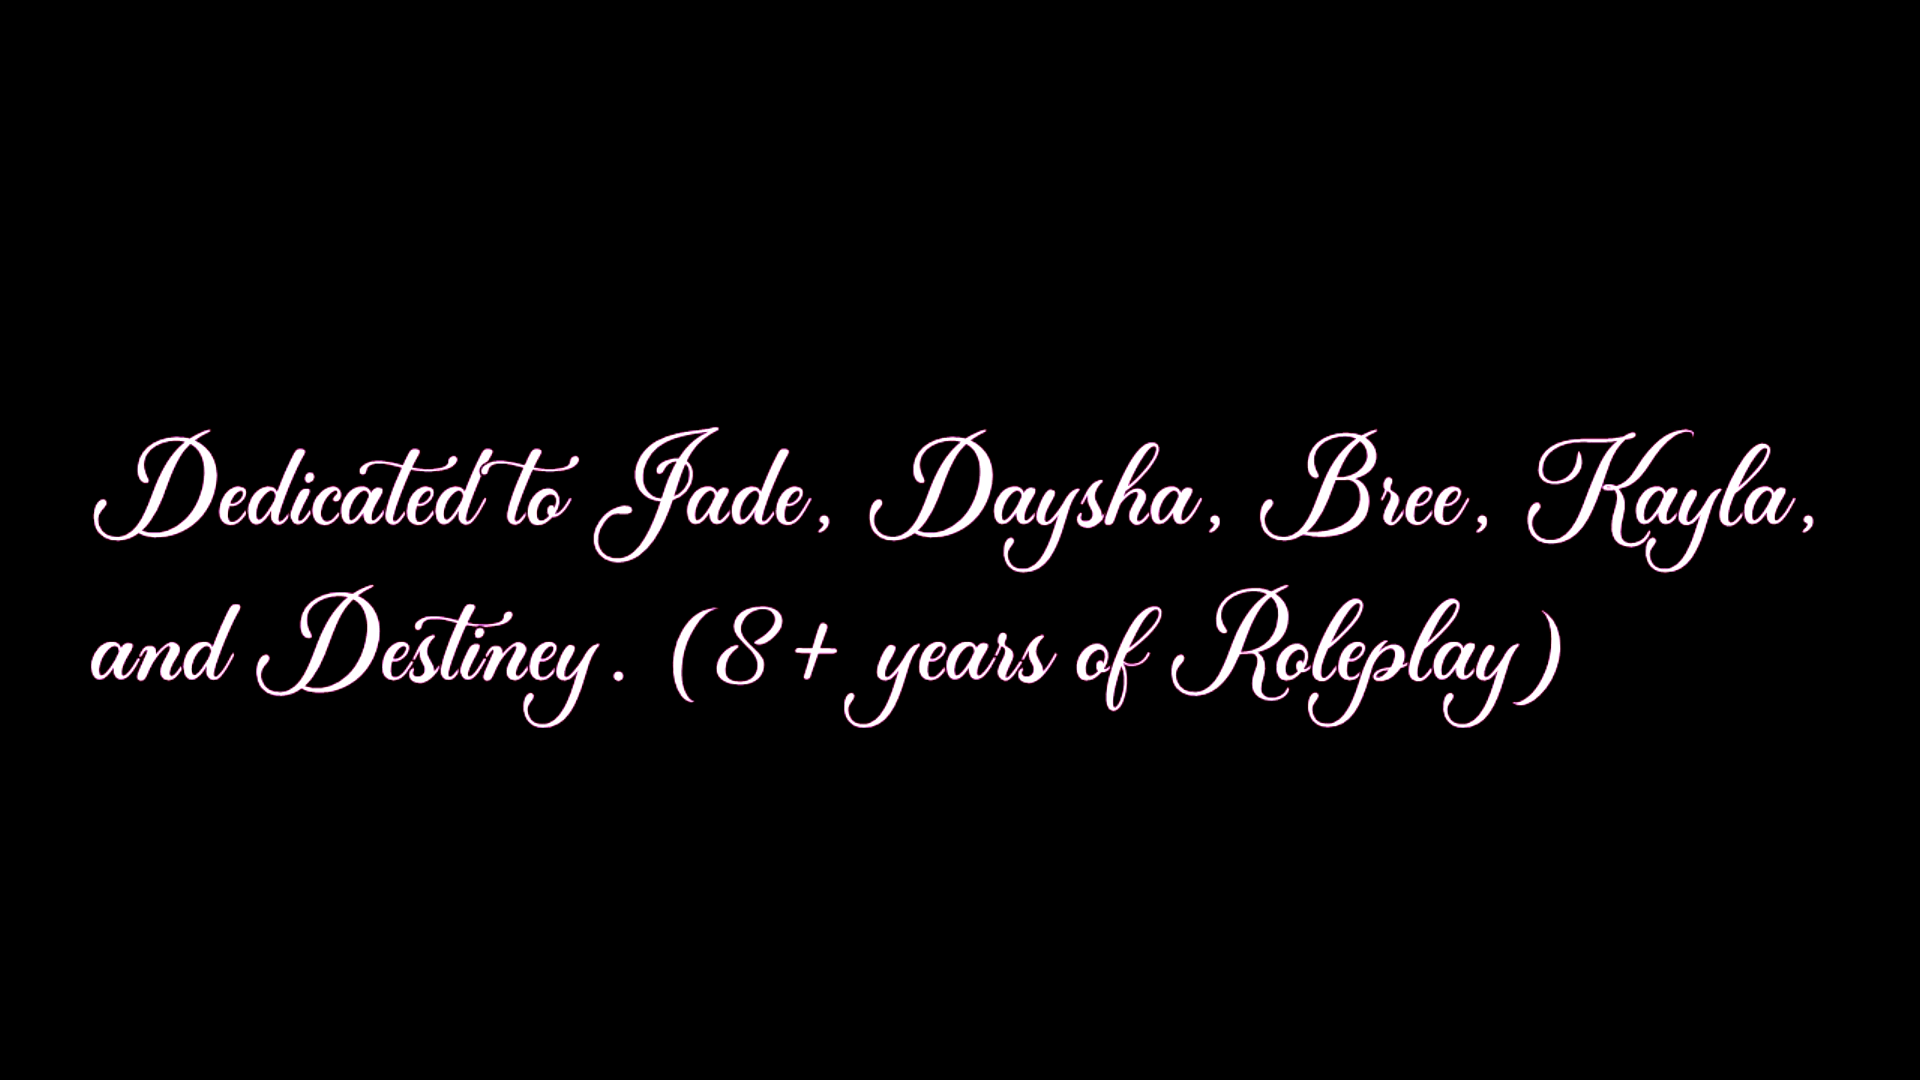 Dedicated to Jade, Daysha, Bree, Kayla,
and Destiney. (8+ years of Roleplay)